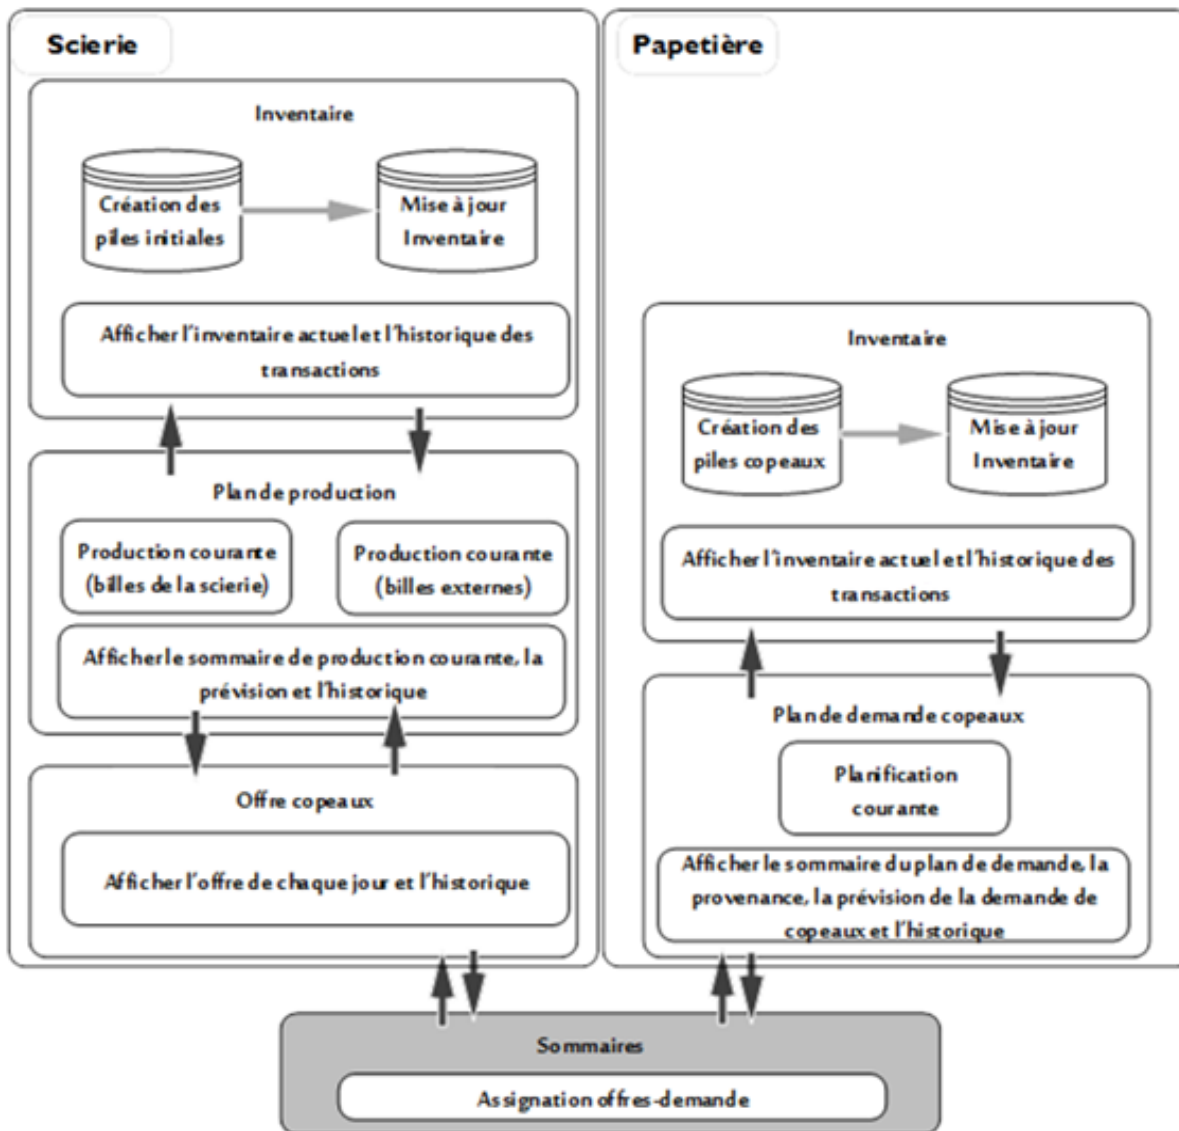 Scierie
Inventaire
Création des
piles initiales
Mise à jour
Inventaire
Afficher l'inventaire actuel et l'historique des
transactions
Plan de production
Production courante
(billes de la scierie)
Production courante
(billes externes)
Afficher le sommaire de production courante, la
prévision et l'historique
Offre copeaux
Afficher l'offre de chaque jour et l'historique
Papetière
Inventaire
Création des
piles copeaux
Mise à jour
Inventaire
Afficher l'inventaire actuel et l'historique des
transactions
Plan de demande copeaux
Planification
courante
Afficher le sommaire du plan de demande, la
provenance, la prévision de la demande de
copeaux et l'historique
Sommaires
Assignation offres-demande